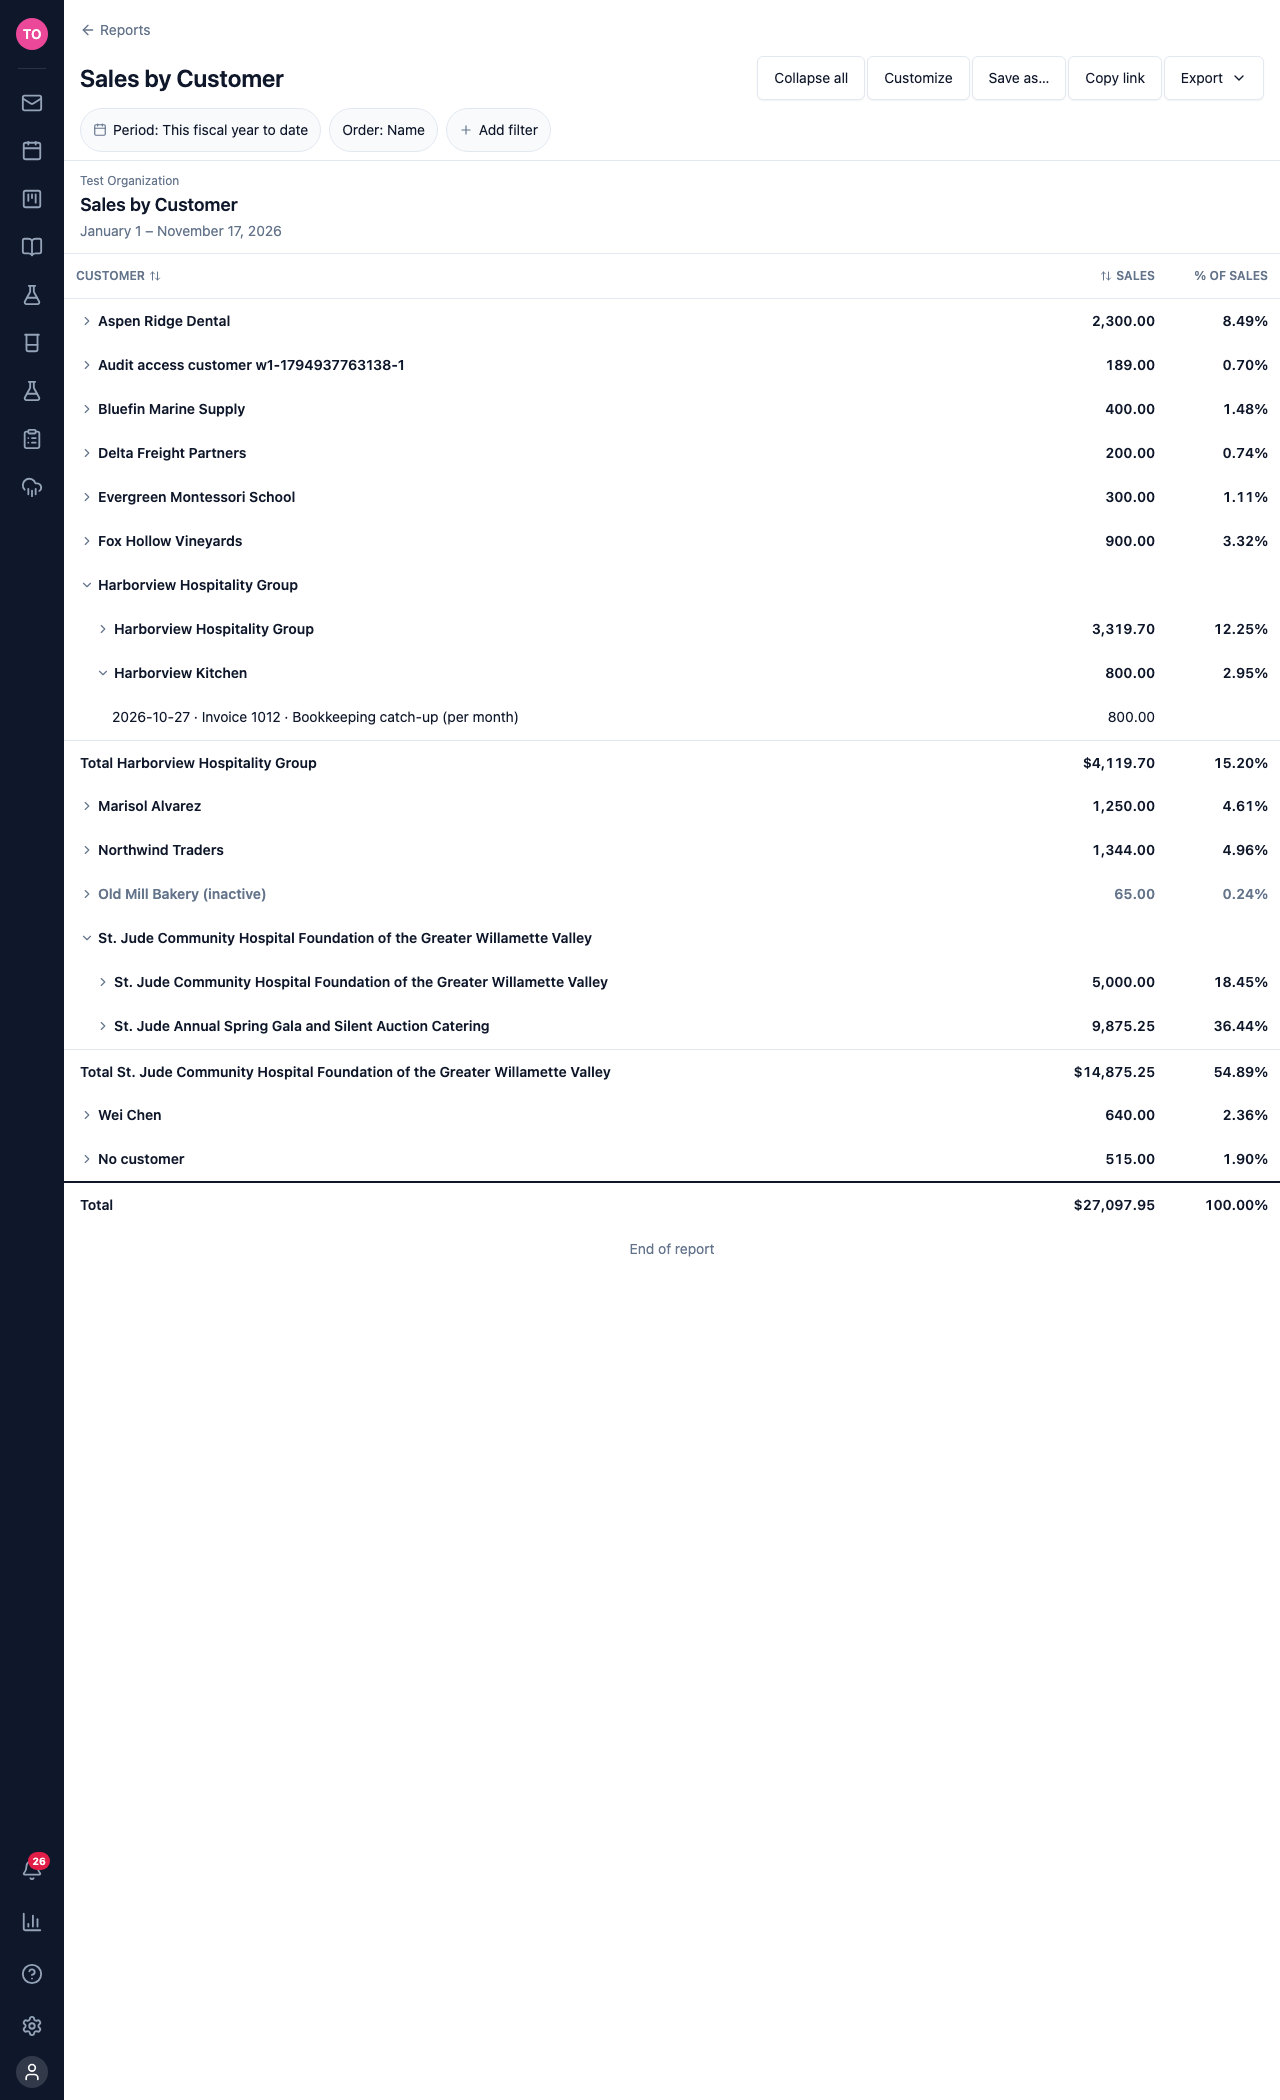 TO
Reports
Sales by Customer
Collapse all
Customize
Save as...
Copy link
Export
Period: This fiscal year to date
Order: Name
Add filter
Test Organization
Sales by Customer
January 1 – November 17, 2026
CUSTOMER SALES % OF SALES
Aspen Ridge Dental 2,300.00 8.49%
Audit access customer w1-1794937763138-1 189.00 0.70%
Bluefin Marine Supply 400.00 1.48%
Delta Freight Partners 200.00 0.74%
Evergreen Montessori School 300.00 1.11%
Fox Hollow Vineyards 900.00 3.32%
Harborview Hospitality Group
Harborview Hospitality Group 3,319.70 12.25%
Harborview Kitchen 800.00 2.95%
2026-10-27 · Invoice 1012 · Bookkeeping catch-up (per month) 800.00
Total Harborview Hospitality Group $4,119.70 15.20%
Marisol Alvarez 1,250.00 4.61%
Northwind Traders 1,344.00 4.96%
Old Mill Bakery (inactive) 65.00 0.24%
St. Jude Community Hospital Foundation of the Greater Willamette Valley
St. Jude Community Hospital Foundation of the Greater Willamette Valley 5,000.00 18.45%
St. Jude Annual Spring Gala and Silent Auction Catering 9,875.25 36.44%
Total St. Jude Community Hospital Foundation of the Greater Willamette Valley $14,875.25 54.89%
Wei Chen 640.00 2.36%
No customer 515.00 1.90%
Total $27,097.95 100.00%
End of report
26